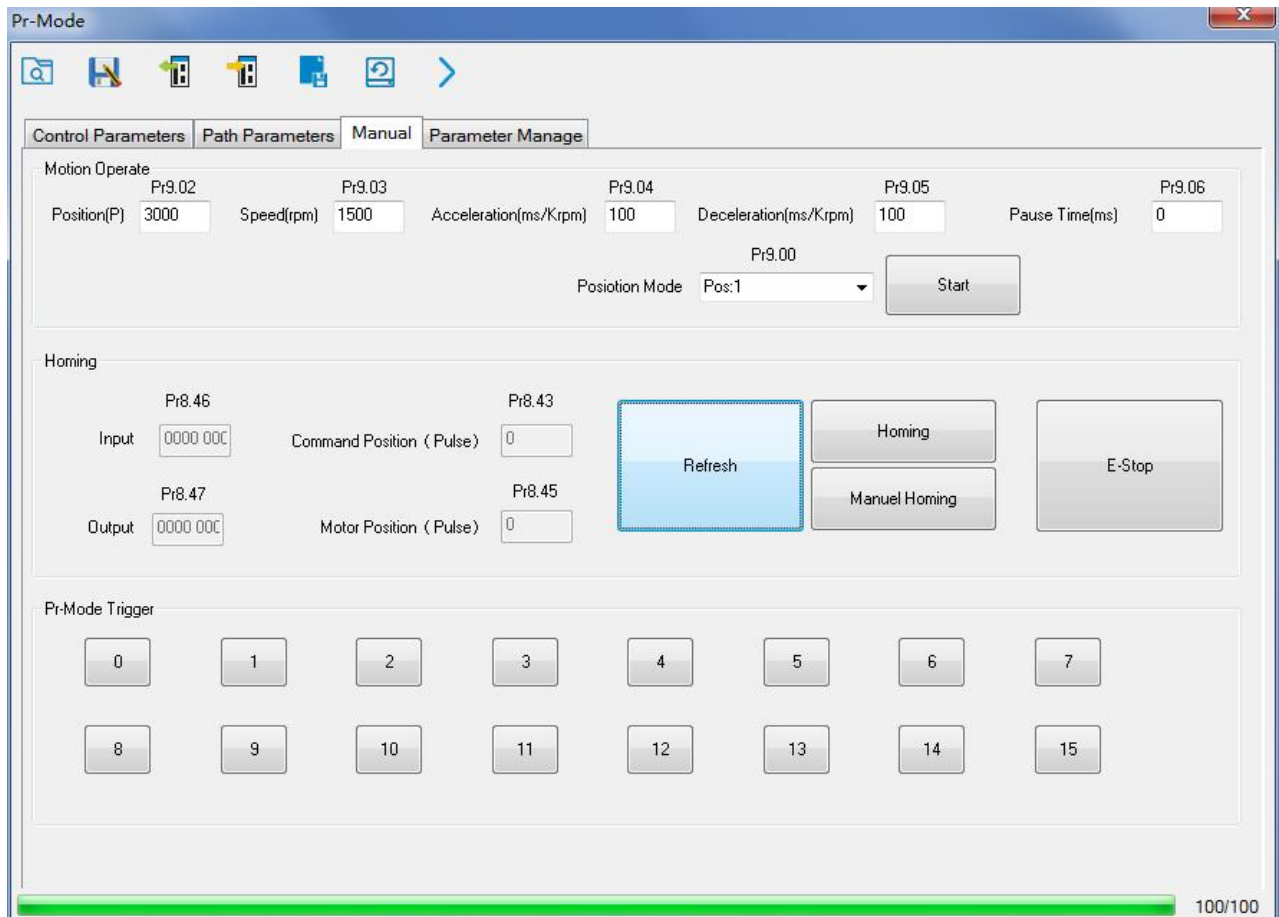 Pr-Mode
X
Control Parameters Path Parameters Manual Parameter Manage
Motion Operate
Pr9.02 Pr9.03 Pr9.04 Pr9.05 Pr9.06
Position(P) 3000 Speed(rpm) 1500 Acceleration(ms/Krpm) 100 Deceleration(ms/Krpm) 100 Pause Time(ms) 0
Pr9.00
Posiotion Mode Pos:1 Start
Homing
Pr8.46 Pr8.43
Input 0000 000 Command Position ( Pulse ) 0
Refresh Homing E-Stop
Manuel Homing
Pr8.47 Pr8.45
Output 0000 000 Motor Position ( Pulse ) 0
Pr-Mode Trigger
0 1 2 3 4 5 6 7
8 9 10 11 12 13 14 15
100/100